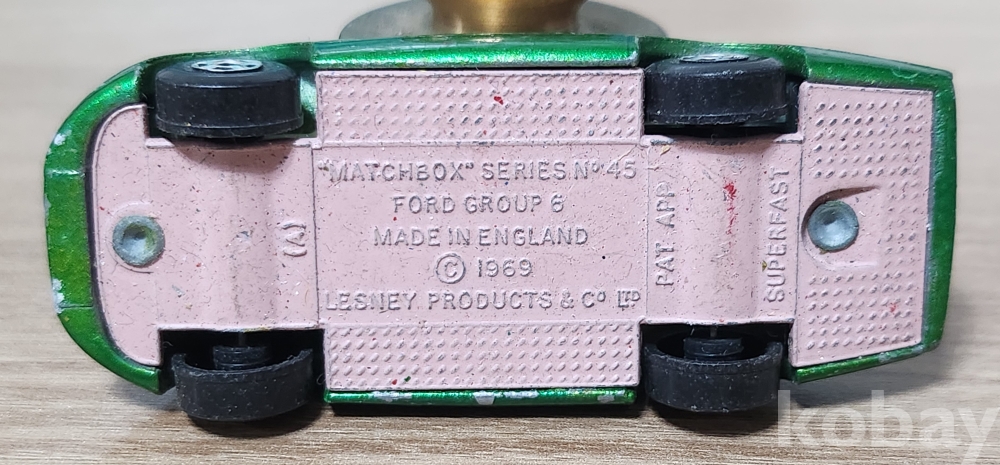 "MATCHBOX" SERIES Nº 45
FORD GROUP 6
MADE IN ENGLAND
© 1969
LESNEY PRODUCTS & Cº LTD
(A)
PAT. APP
SUPERFAST
kobay